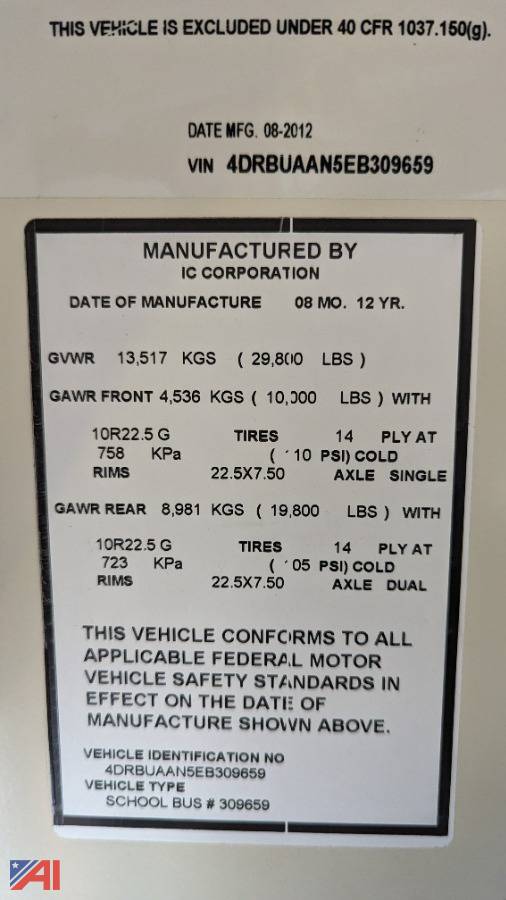 THIS VEHICLE IS EXCLUDED UNDER 40 CFR 1037.150(g).
DATE MFG. 08-2012
VIN 4DRBUAAN5EB309659
MANUFACTURED BY
IC CORPORATION
DATE OF MANUFACTURE 08 MO. 12 YR.
GVWR 13,517 KGS ( 29,800 LBS )
GAWR FRONT 4,536 KGS ( 10,000 LBS ) WITH
10R22.5 G TIRES 14 PLY AT
758 KPa ( 110 PSI) COLD
RIMS 22.5X7.50 AXLE SINGLE
GAWR REAR 8,981 KGS ( 19,800 LBS ) WITH
10R22.5 G TIRES 14 PLY AT
723 KPa ( 105 PSI) COLD
RIMS 22.5X7.50 AXLE DUAL
THIS VEHICLE CONFORMS TO ALL
APPLICABLE FEDERAL MOTOR
VEHICLE SAFETY STANDARDS IN
EFFECT ON THE DATE OF
MANUFACTURE SHOWN ABOVE.
VEHICLE IDENTIFICATION NO
4DRBUAAN5EB309659
VEHICLE TYPE
SCHOOL BUS # 309659
AI